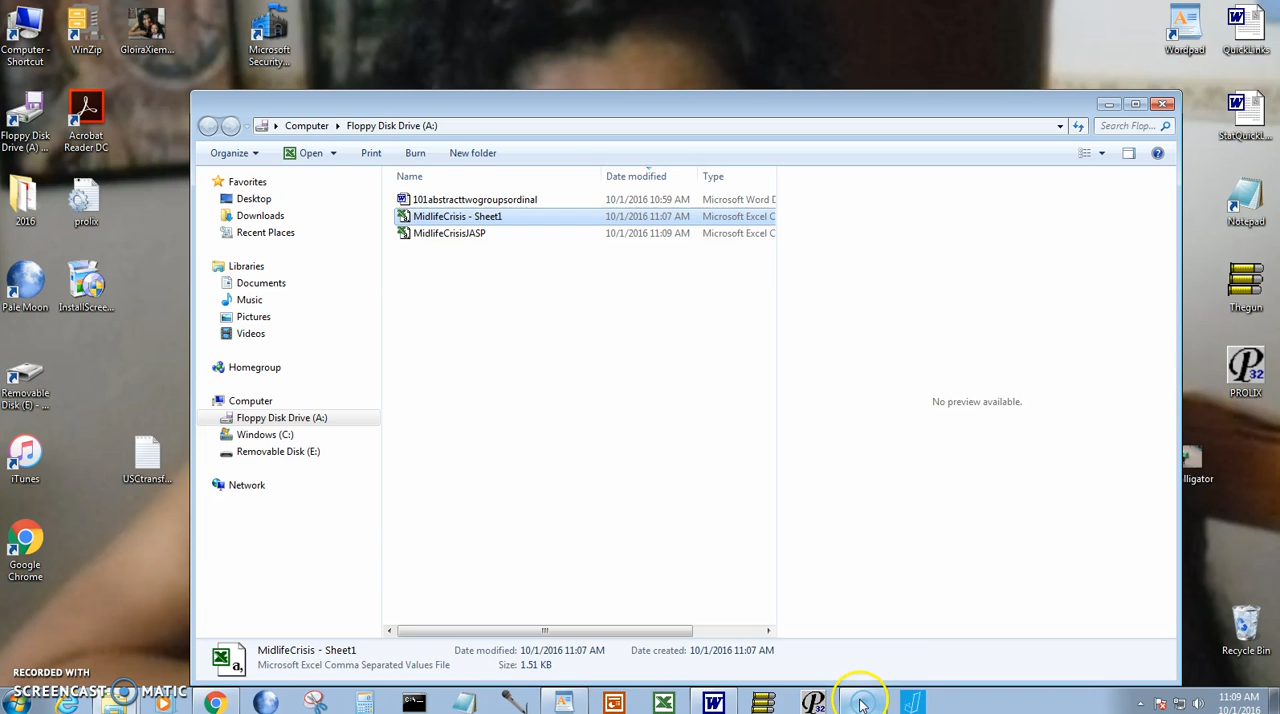 Computer - Shortcut
WinZip
GloiraXiem...
Microsoft Security...
Wordpad
QuickLinks
Floppy Disk Drive (A) ...
Acrobat Reader DC
StatQuickL...
2016
prolix
Notepad
Pale Moon
InstallScree...
Thegun
Removable Disk (E) - ...
PROLIX
iTunes
USCtransf...
lligator
Google Chrome
Recycle Bin
Computer
Floppy Disk Drive (A:)
Search Flop...
Organize
Open
Print
Burn
New folder
Favorites
Desktop
Downloads
Recent Places
Libraries
Documents
Music
Pictures
Videos
Homegroup
Computer
Floppy Disk Drive (A:)
Windows (C:)
Removable Disk (E:)
Network
Name Date modified Type
101abstracttwogroupsordinal 10/1/2016 10:59 AM Microsoft Word D
MidlifeCrisis - Sheet1 10/1/2016 11:07 AM Microsoft Excel C
MidlifeCrisisJASP 10/1/2016 11:09 AM Microsoft Excel C
No preview available.
MidlifeCrisis - Sheet1 Date modified: 10/1/2016 11:07 AM Date created: 10/1/2016 11:07 AM
Microsoft Excel Comma Separated Values File Size: 1.51 KB
RECORDED WITH
SCREENCAST MATIC
11:09 AM
10/1/2016